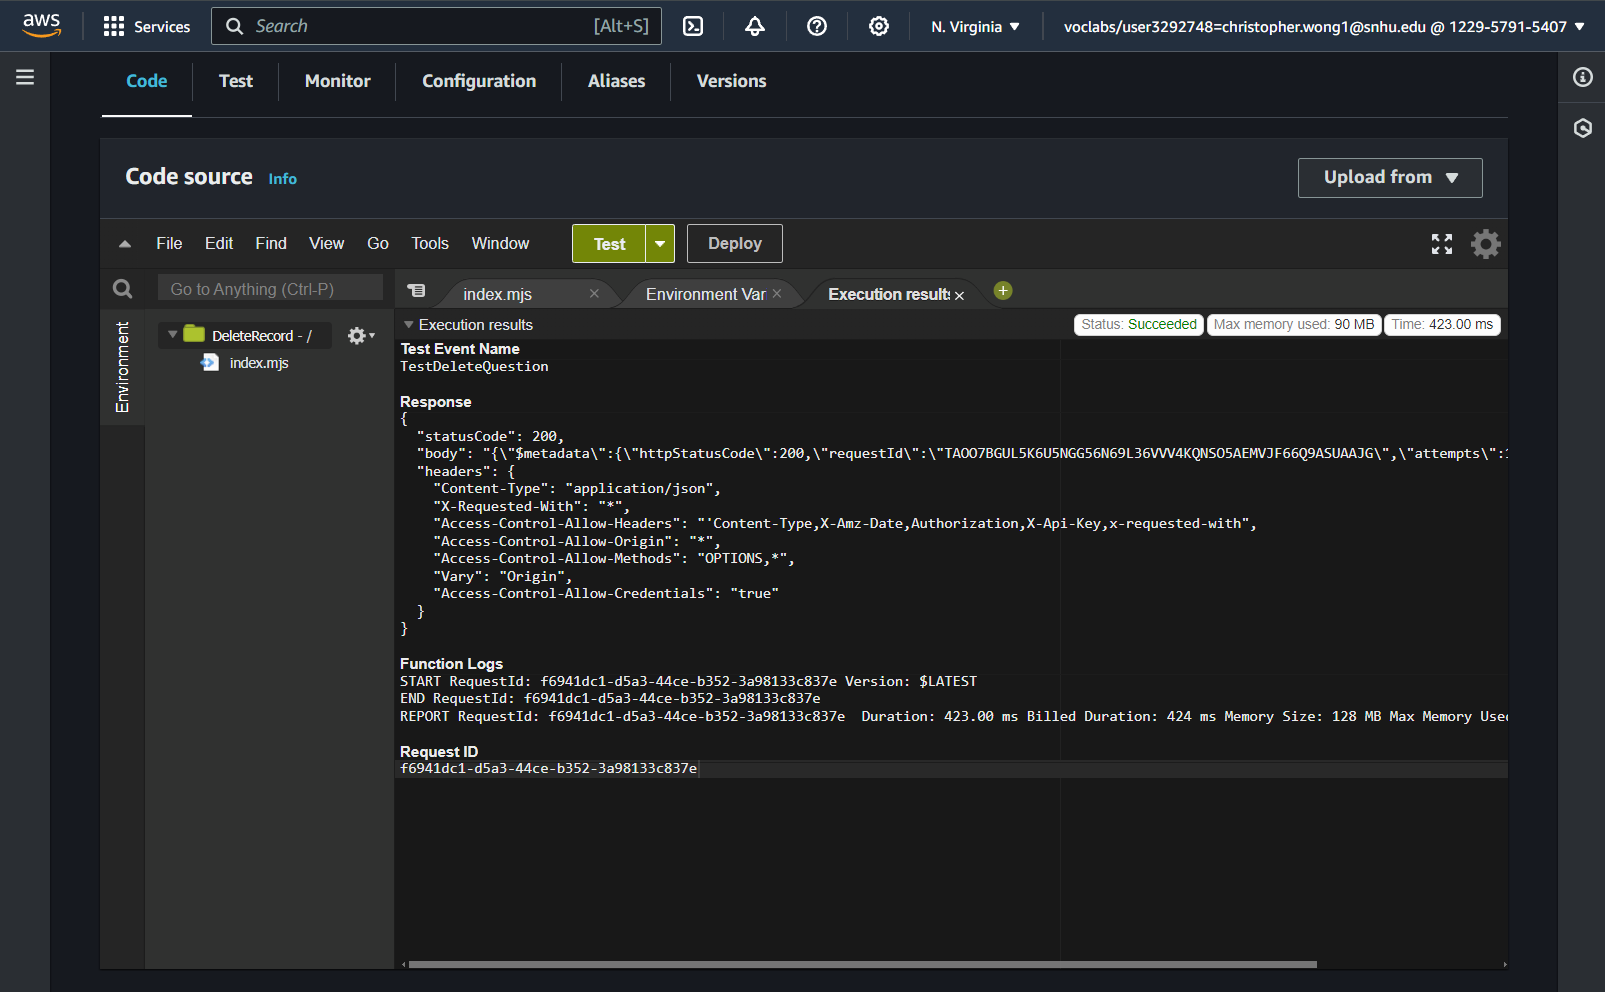 aws
Services
Search [Alt+S]
N. Virginia
voclabs/user3292748=christopher.wong1@snhu.edu @ 1229-5791-5407
Code Test Monitor Configuration Aliases Versions
Code source Info
Upload from
File Edit Find View Go Tools Window Test Deploy
Go to Anything (Ctrl-P)
index.mjs
Environment Var
Execution results
Environment
DeleteRecord - /
index.mjs
Execution results
Status: Succeeded
Max memory used: 90 MB
Time: 423.00 ms
Test Event Name
TestDeleteQuestion
Response
{
"statusCode": 200,
"body": "{\"$metadata\":{\"httpStatusCode\":200,\"requestId\":\"TAOO7BGUL5K6U5NGG56N69L36VVV4KQNSO5AEMVJF66Q9ASUAAJG\",\"attempts\":1
"headers": {
"Content-Type": "application/json",
"X-Requested-With": "*",
"Access-Control-Allow-Headers": "'Content-Type,X-Amz-Date,Authorization,X-Api-Key,x-requested-with",
"Access-Control-Allow-Origin": "*",
"Access-Control-Allow-Methods": "OPTIONS,*",
"Vary": "Origin",
"Access-Control-Allow-Credentials": "true"
}
}
Function Logs
START RequestId: f6941dc1-d5a3-44ce-b352-3a98133c837e Version: $LATEST
END RequestId: f6941dc1-d5a3-44ce-b352-3a98133c837e
REPORT RequestId: f6941dc1-d5a3-44ce-b352-3a98133c837e Duration: 423.00 ms Billed Duration: 424 ms Memory Size: 128 MB Max Memory Used
Request ID
f6941dc1-d5a3-44ce-b352-3a98133c837e